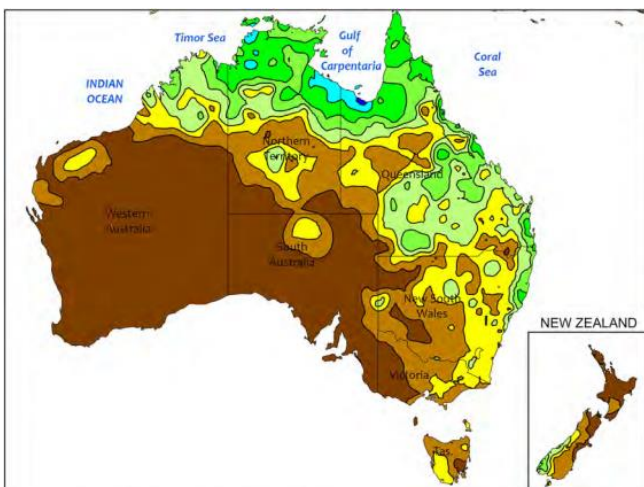 Timor Sea
Gulf
of
Carpentaria
Coral
Sea
INDIAN
OCEAN
Northern
Territory
Queensland
Western
Australia
South
Australia
New South
Wales
NEW ZEALAND
Victoria
Tas.